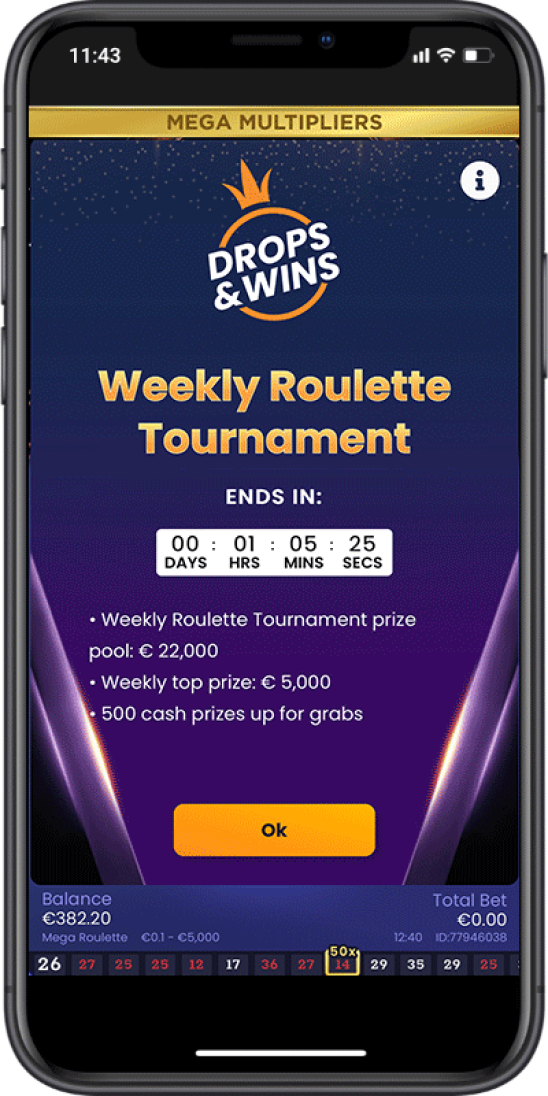 11:43
MEGA MULTIPLIERS
i
DROPS
&WINS
Weekly Roulette
Tournament
ENDS IN:
00 : 01 : 05 : 25
DAYS HRS MINS SECS
• Weekly Roulette Tournament prize
pool: € 22,000
• Weekly top prize: € 5,000
• 500 cash prizes up for grabs
Ok
Balance Total Bet
€382.20 €0.00
Mega Roulette €0.1 - €5,000 12:40 ID:77946038
50x
26 27 25 25 12 17 36 27 14 29 35 29 25